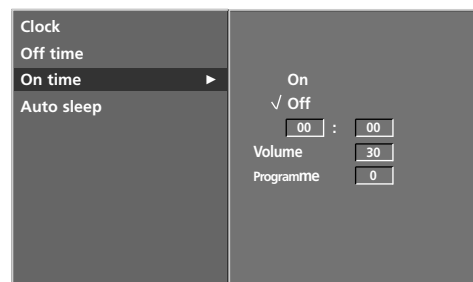 Clock
Off time
On time ►
Auto sleep
On
√ Off
00 : 00
Volume 30
Programme 0